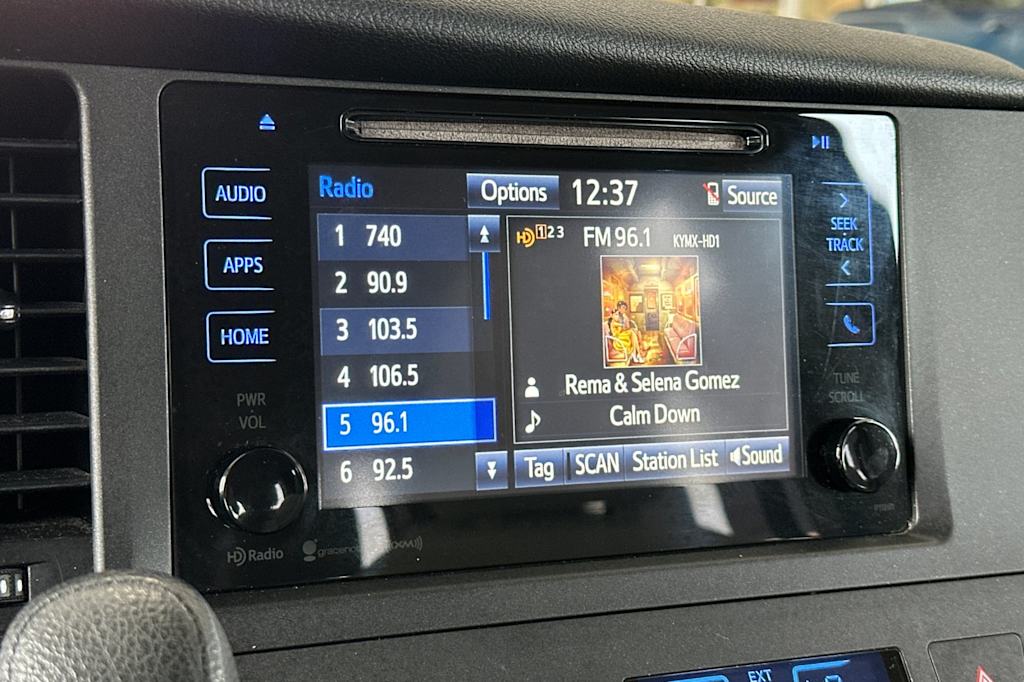 AUDIO
APPS
HOME
PWR
VOL
HD Radio
gracenote
Radio
Options
12:37
Source
1 740
2 90.9
3 103.5
4 106.5
5 96.1
6 92.5
HD 1 2 3
FM 96.1
KYMX-HD1
Rema & Selena Gomez
Calm Down
Tag
SCAN
Station List
Sound
SEEK
TRACK
TUNE
SCROLL
EXT